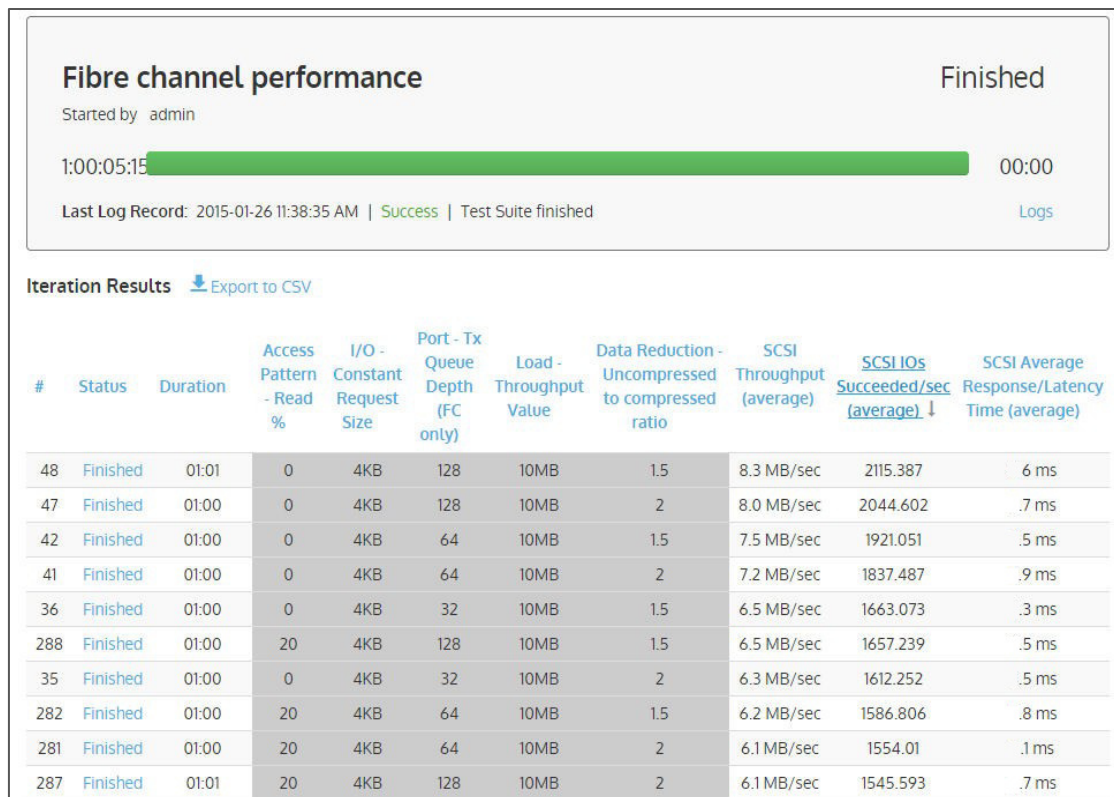 Fibre channel performance Finished
Started by admin
1:00:05:15 00:00
Last Log Record: 2015-01-26 11:38:35 AM | Success | Test Suite finished Logs
Iteration Results Export to CSV
# Status Duration Access Pattern - Read % I/O - Constant Request Size Port - Tx Queue Depth (FC only) Load - Throughput Value Data Reduction - Uncompressed to compressed ratio SCSI Throughput (average) SCSI IOs Succeeded/sec (average) ↓ SCSI Average Response/Latency Time (average)
48 Finished 01:01 0 4KB 128 10MB 1.5 8.3 MB/sec 2115.387 6 ms
47 Finished 01:00 0 4KB 128 10MB 2 8.0 MB/sec 2044.602 .7 ms
42 Finished 01:00 0 4KB 64 10MB 1.5 7.5 MB/sec 1921.051 .5 ms
41 Finished 01:00 0 4KB 64 10MB 2 7.2 MB/sec 1837.487 .9 ms
36 Finished 01:00 0 4KB 32 10MB 1.5 6.5 MB/sec 1663.073 .3 ms
288 Finished 01:00 20 4KB 128 10MB 1.5 6.5 MB/sec 1657.239 .5 ms
35 Finished 01:00 0 4KB 32 10MB 2 6.3 MB/sec 1612.252 .5 ms
282 Finished 01:00 20 4KB 64 10MB 1.5 6.2 MB/sec 1586.806 .8 ms
281 Finished 01:00 20 4KB 64 10MB 2 6.1 MB/sec 1554.01 .1 ms
287 Finished 01:01 20 4KB 128 10MB 2 6.1 MB/sec 1545.593 .7 ms